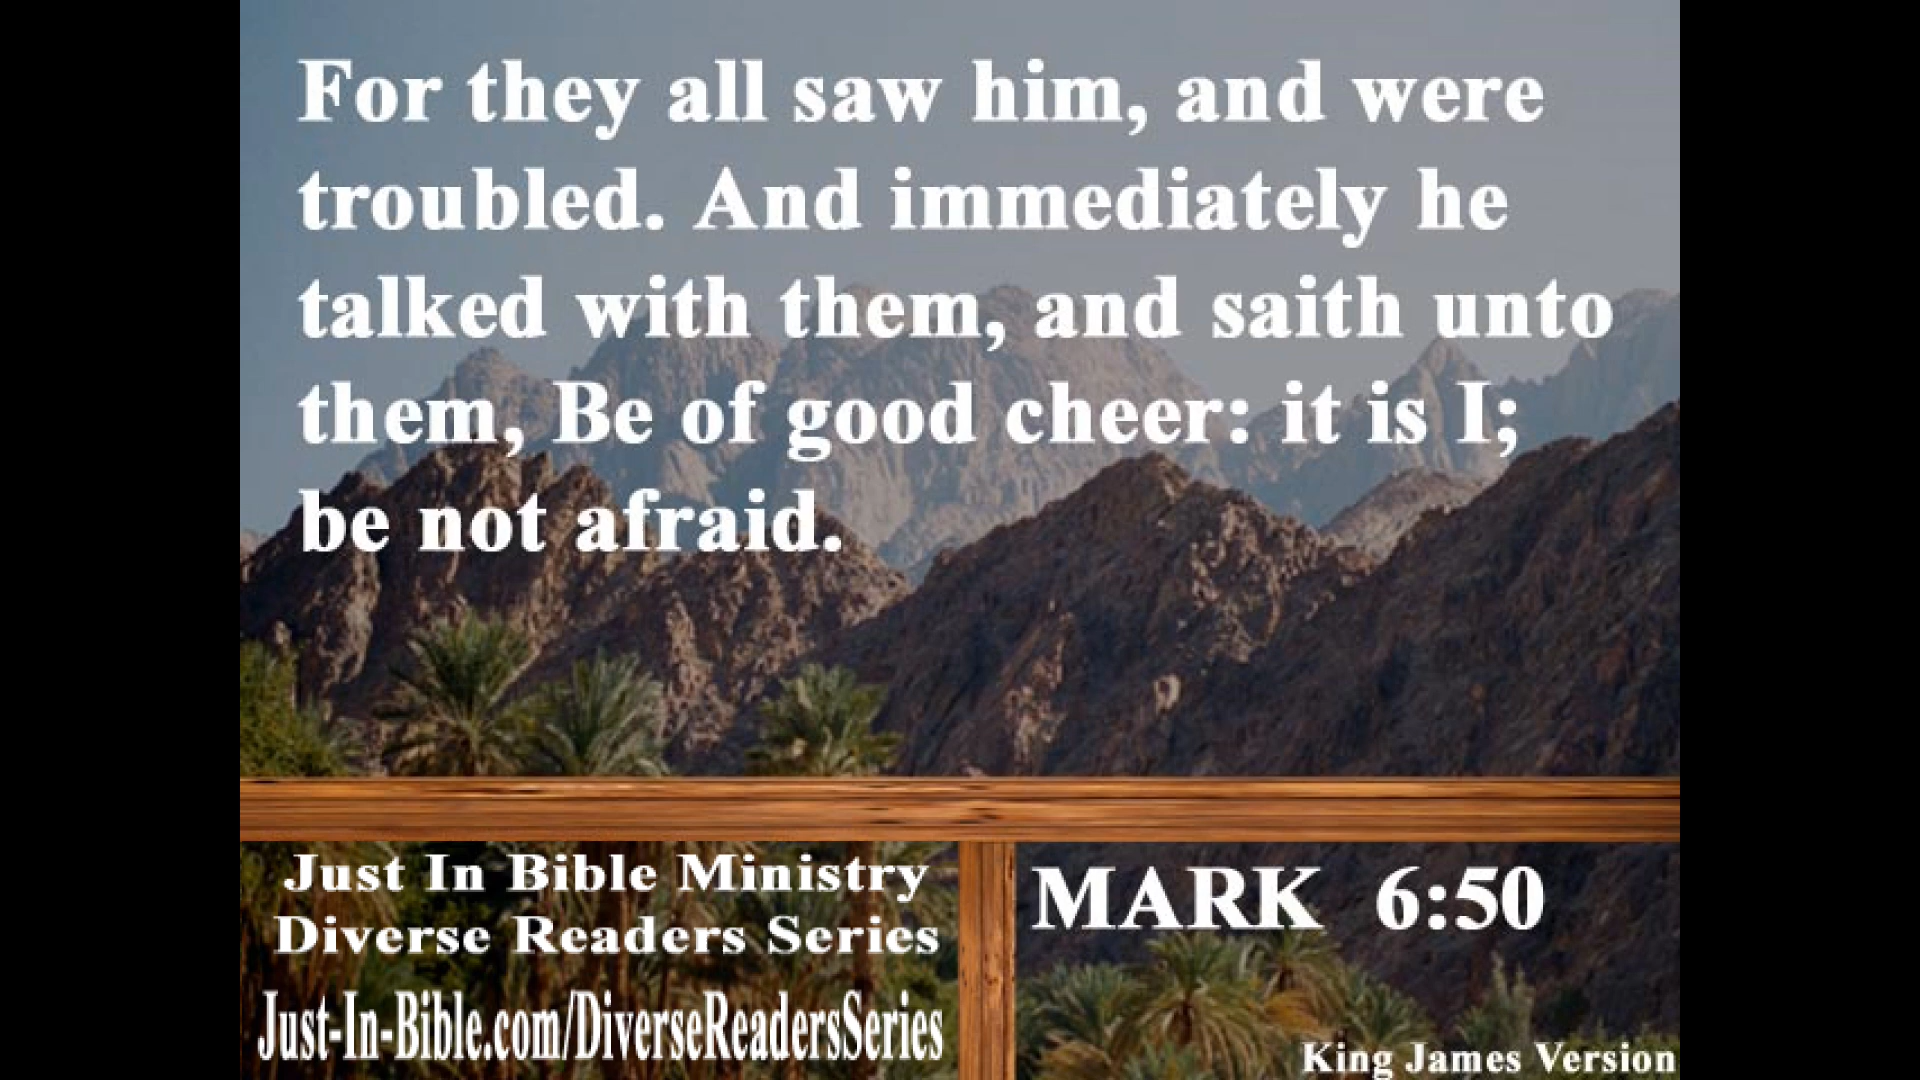 For they all saw him, and were
troubled. And immediately he
talked with them, and saith unto
them, Be of good cheer: it is I;
be not afraid.
Just In Bible Ministry
Diverse Readers Series
Just-In-Bible.com/DiverseReadersSeries
MARK 6:50
King James Version